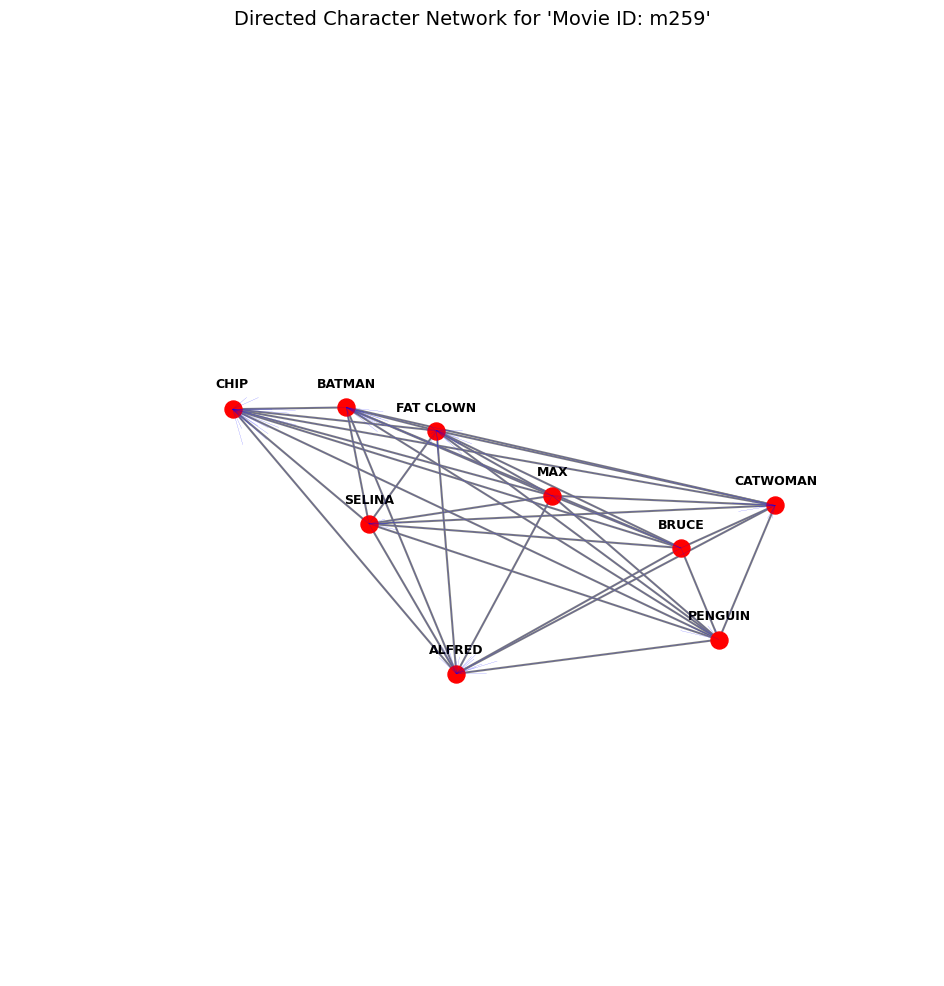 Directed Character Network for 'Movie ID: m259'
CHIP
BATMAN
FAT CLOWN
MAX
CATWOMAN
SELINA
BRUCE
PENGUIN
ALFRED